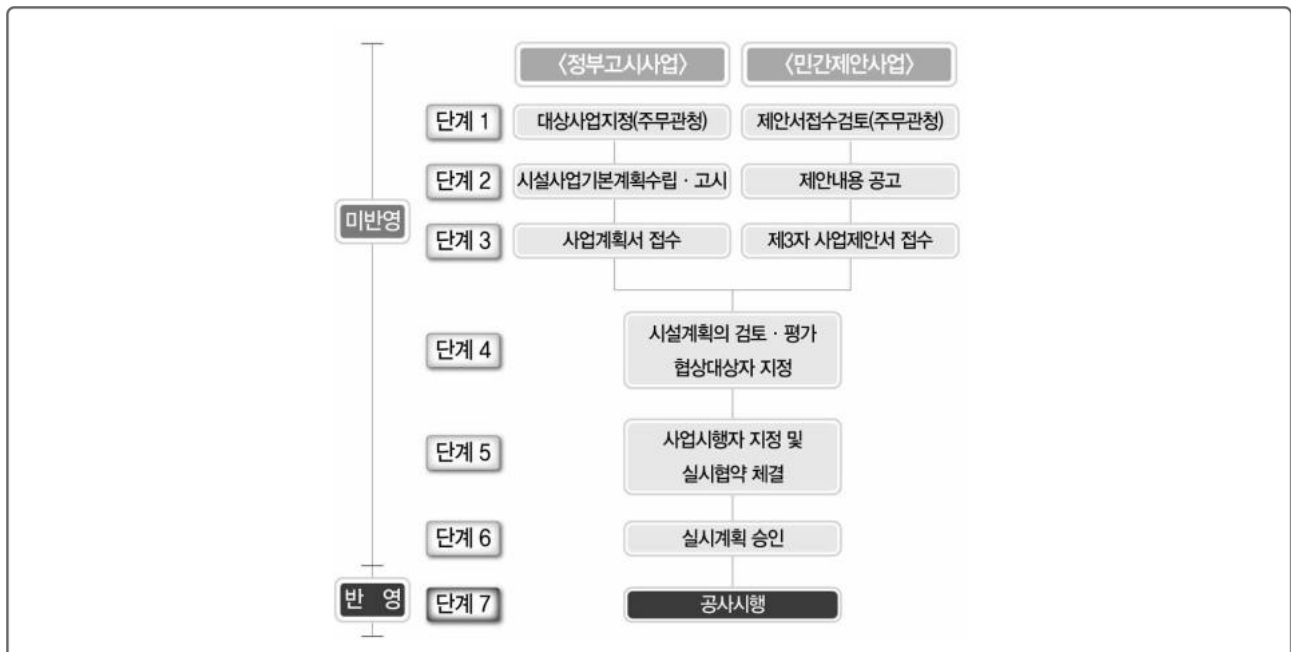 〈정부고시사업〉 〈민간제안사업〉
단계 1 대상사업지정(주무관청) 제안서접수검토(주무관청)
단계 2 시설사업기본계획수립 · 고시 제안내용 공고
미반영
단계 3 사업계획서 접수 제3자 사업제안서 접수
단계 4 시설계획의 검토 · 평가
협상대상자 지정
단계 5 사업시행자 지정 및
실시협약 체결
단계 6 실시계획 승인
반 영 단계 7 공사시행